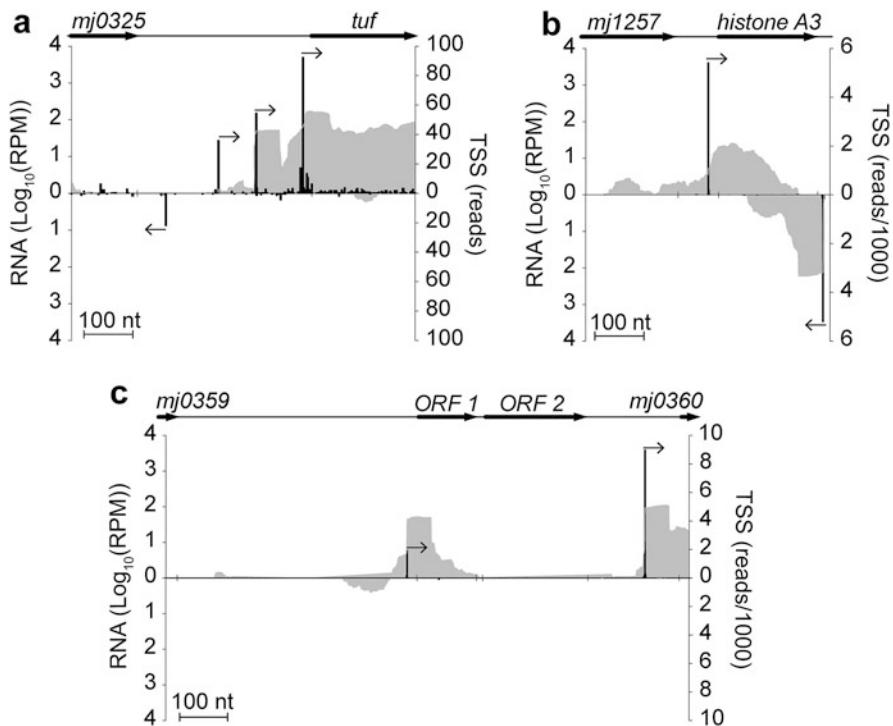 a
mj0325 tuf
4 3 2 1 0 1 2 3 4
RNA (Log10(RPM))
100 80 60 40 20 0 20 40 60 80 100
TSS (reads)
100 nt
b
mj1257 histone A3
4 3 2 1 0 1 2 3 4
RNA (Log10(RPM))
6 4 2 0 2 4 6
TSS (reads/1000)
100 nt
c
mj0359 ORF 1 ORF 2 mj0360
4 3 2 1 0 1 2 3 4
RNA (Log10(RPM))
10 8 6 4 2 0 2 4 6 8 10
TSS (reads/1000)
100 nt